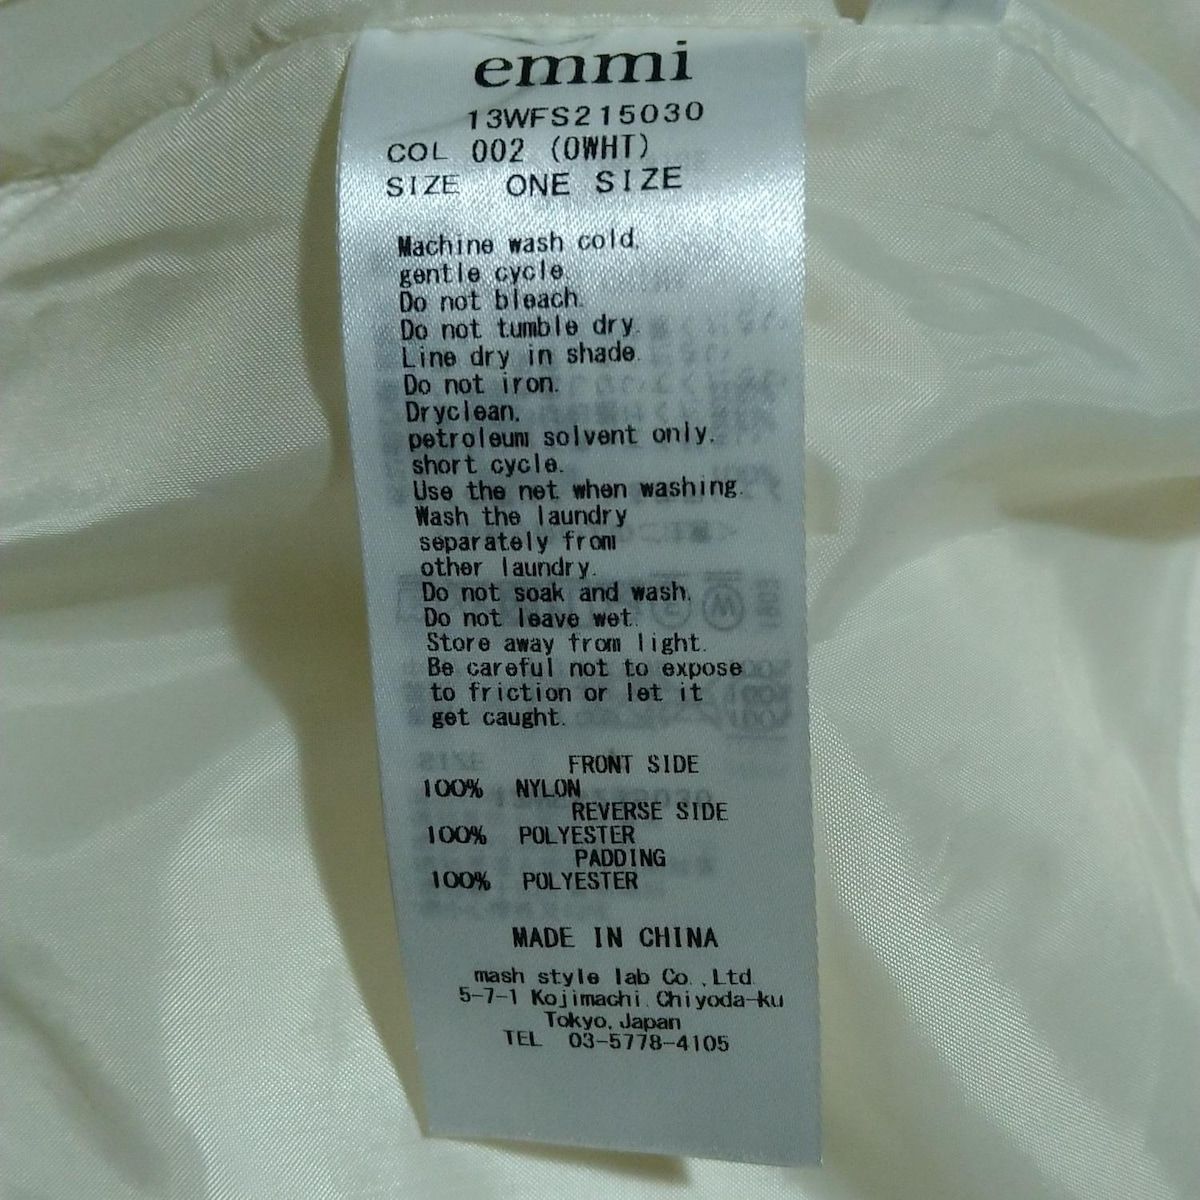 emmi
13WFS215030
COL 002 (OWHT)
SIZE ONE SIZE
Machine wash cold,
gentle cycle.
Do not bleach.
Do not tumble dry.
Line dry in shade.
Do not iron.
Dryclean,
petroleum solvent only,
short cycle.
Use the net when washing.
Wash the laundry
separately from
other laundry.
Do not soak and wash.
Do not leave wet.
Store away from light.
Be careful not to expose
to friction or let it
get caught.
FRONT SIDE
100% NYLON
REVERSE SIDE
100% POLYESTER
PADDING
100% POLYESTER
MADE IN CHINA
mash style lab Co.,Ltd.
5-7-1 Kojimachi.Chiyoda-ku
Tokyo,Japan
TEL 03-5778-4105